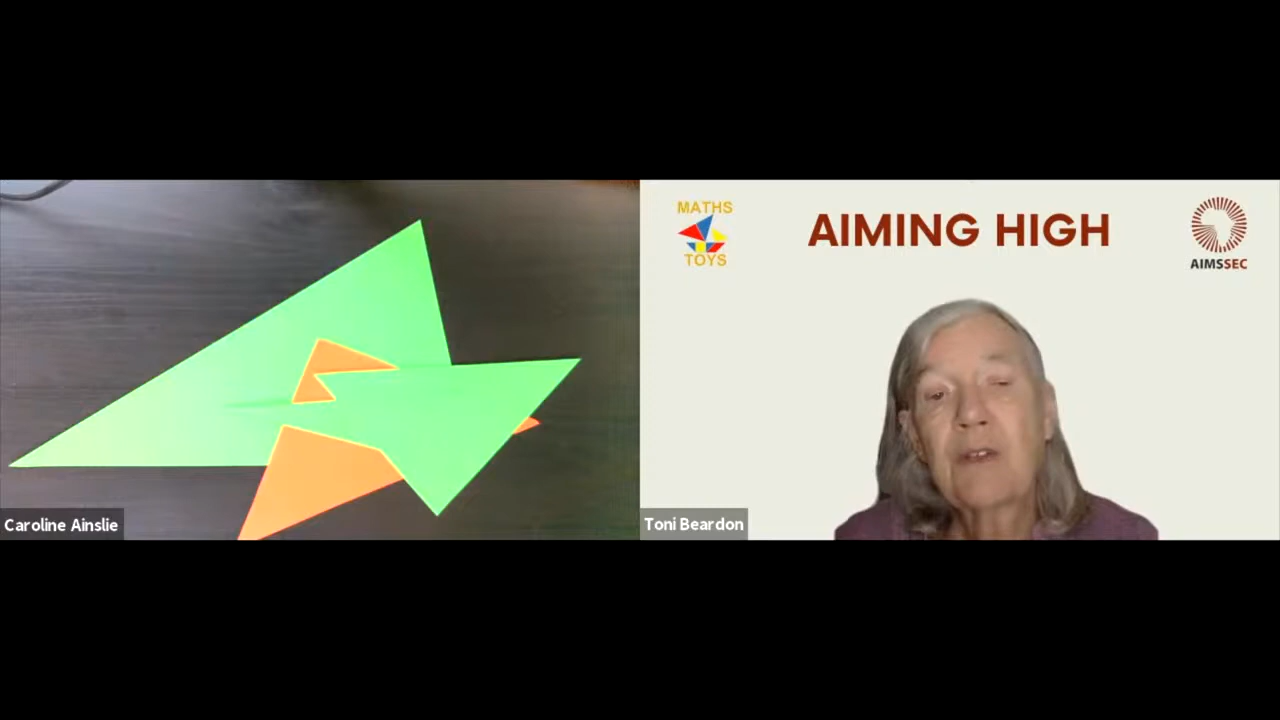 MATHS
TOYS
AIMING HIGH
AIMSSEC
Caroline Ainslie
Toni Beardon